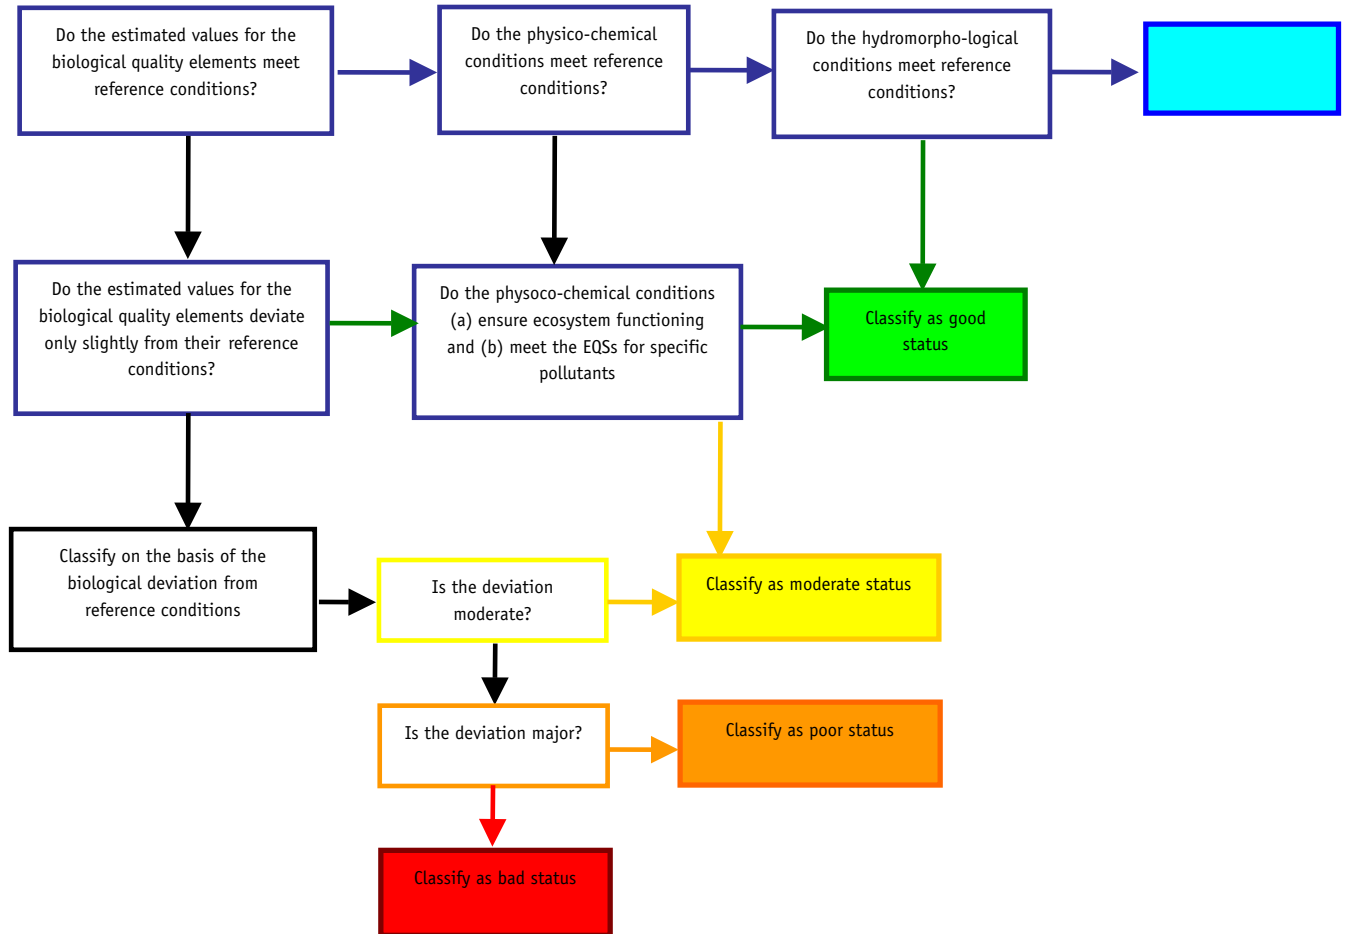 Do the estimated values for the
biological quality elements meet
reference conditions?
Do the physico-chemical
conditions meet reference
conditions?
Do the hydromorpho-logical
conditions meet reference
conditions?
Do the estimated values for the
biological quality elements deviate
only slightly from their reference
conditions?
Do the physoco-chemical conditions
(a) ensure ecosystem functioning
and (b) meet the EQSs for specific
pollutants
Classify as good
status
Classify on the basis of the
biological deviation from
reference conditions
Is the deviation
moderate?
Classify as moderate status
Is the deviation major?
Classify as poor status
Classify as bad status